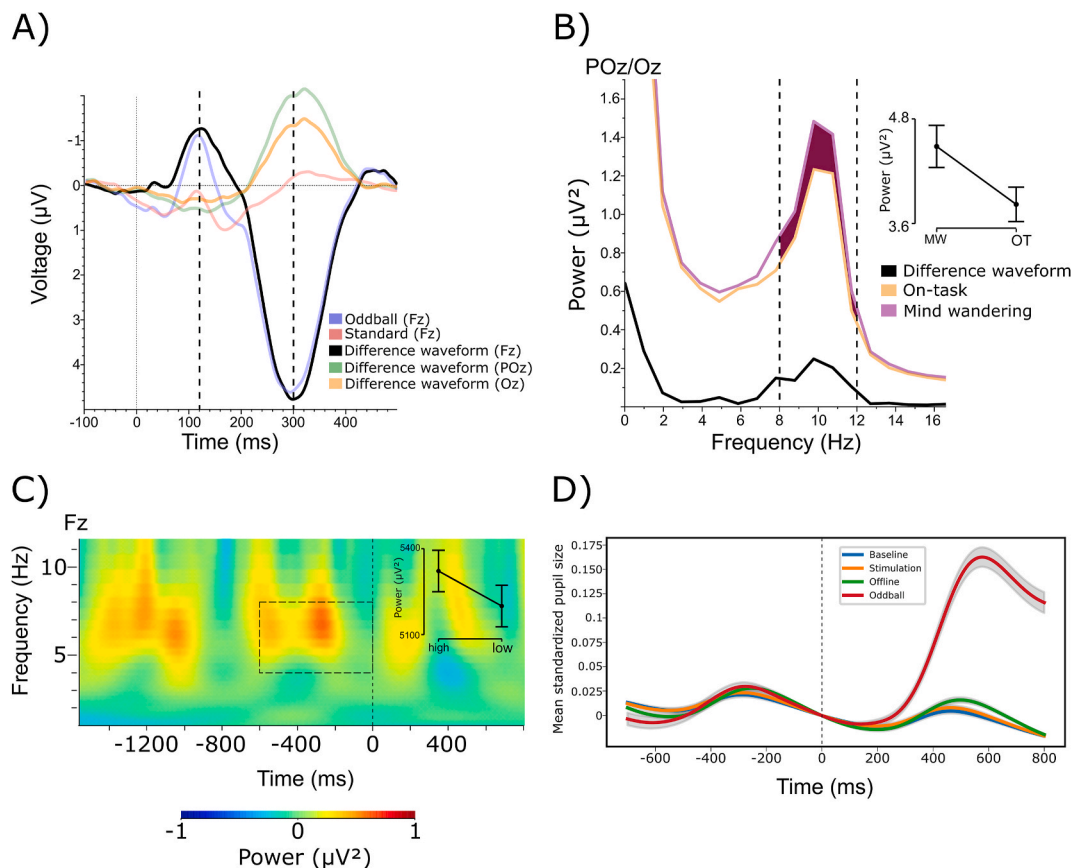 A)
Voltage (µV)
-1
0
1
2
3
4
-100 0 100 200 300 400
Time (ms)
Oddball (Fz)
Standard (Fz)
Difference waveform (Fz)
Difference waveform (POz)
Difference waveform (Oz)
B)
POz/Oz
Power (µV²)
1.6
1.4
1.2
1.0
0.8
0.6
0.4
0.2
0 2 4 6 8 10 12 14 16
Frequency (Hz)
4.8
Power (µV²)
3.6
MW OT
Difference waveform
On-task
Mind wandering
C)
Fz
Frequency (Hz)
10
5
-1200 -800 -400 0 400
Time (ms)
5400
Power (µV²)
5100
high low
-1 0 1
Power (µV²)
D)
Mean standardized pupil size
0.175
0.15
0.125
0.1
0.075
0.05
0.025
0
-600 -400 -200 0 200 400 600 800
Time (ms)
Baseline
Stimulation
Offline
Oddball